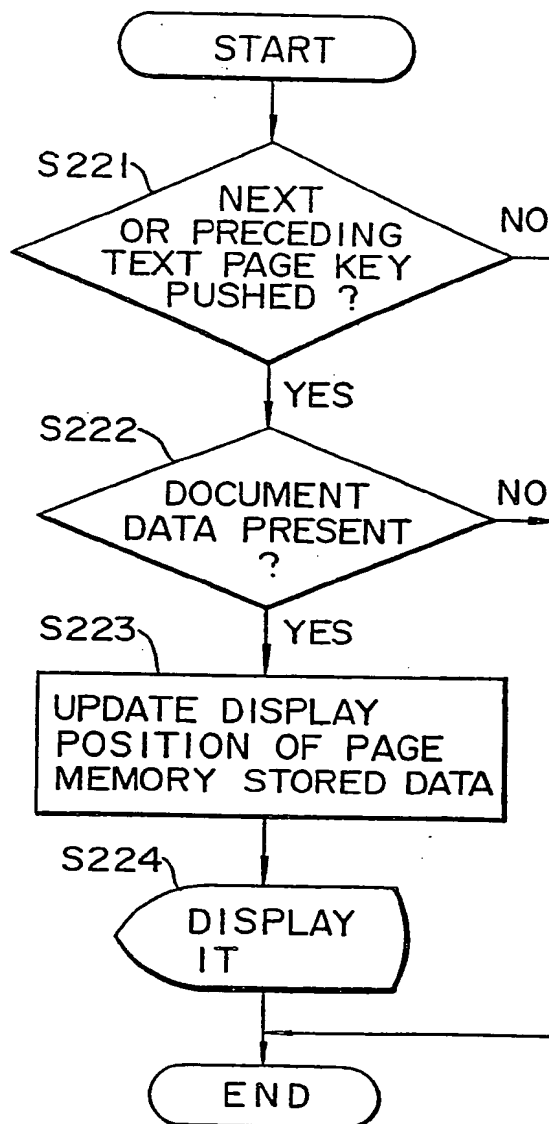 START
S221
NEXT
OR PRECEDING
TEXT PAGE KEY
PUSHED ?
NO
YES
S222
DOCUMENT
DATA PRESENT
?
NO
YES
S223
UPDATE DISPLAY
POSITION OF PAGE
MEMORY STORED DATA
S224
DISPLAY
IT
END